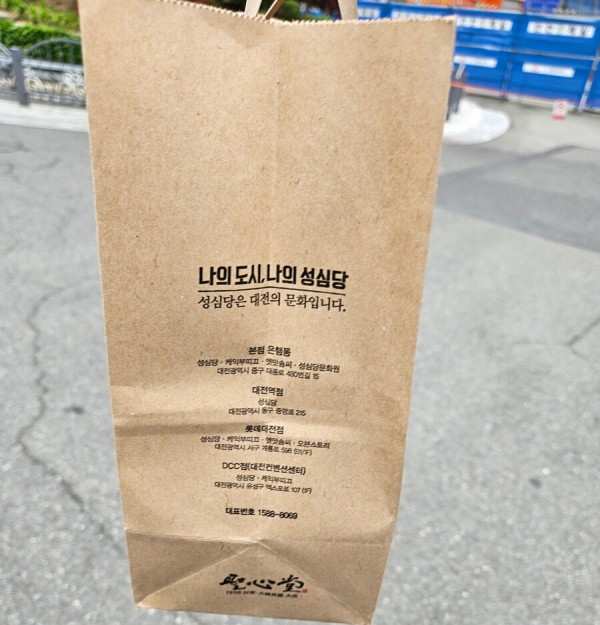 나의 도시, 나의 성심당
성심당은 대전의 문화입니다.
본점 은행동
성심당 · 케익부띠끄 · 옛맛솜씨 · 성심당문화원
대전광역시 중구 대종로 480번길 15
대전역점
성심당
대전광역시 동구 중앙로 215
롯데대전점
성심당 · 케익부띠끄 · 옛맛솜씨 · 오븐스토리
대전광역시 서구 계룡로 598 (B1/1F)
DCC점(대전컨벤션센터)
성심당 · 케익부띠끄
대전광역시 유성구 엑스포로 107 (1F)
대표번호 1588-8069
聖心堂